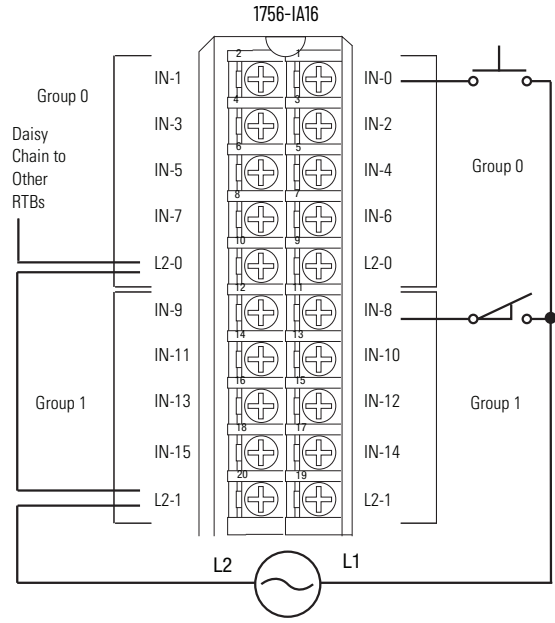 1756-IA16
2 1
IN-1 IN-0
Group 0
4 3
Daisy
Chain to
Other
RTBs
IN-3 IN-2
6 5
IN-5 IN-4
Group 0
8 7
IN-7 IN-6
10 9
L2-0 L2-0
12 11
IN-9 IN-8
14 13
IN-11 IN-10
16 15
Group 1
IN-13 IN-12
Group 1
18 17
IN-15 IN-14
20 19
L2-1 L2-1
L2 L1